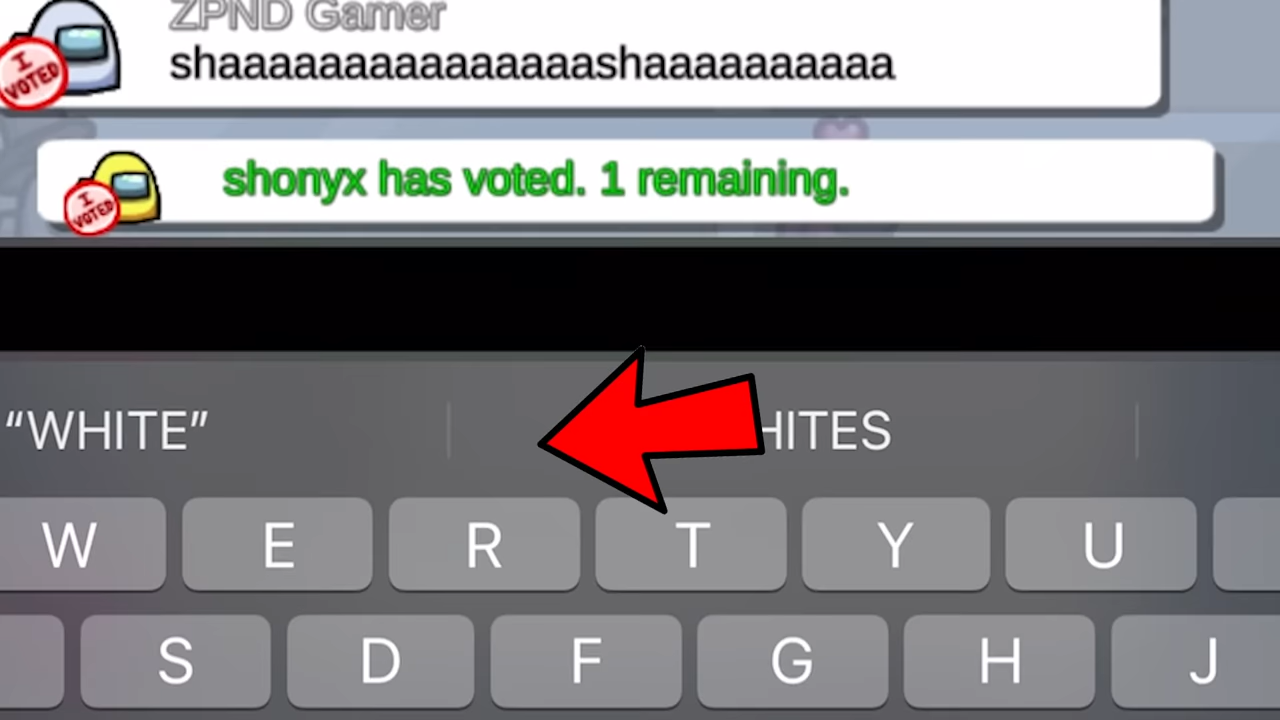 ZPND Gamer
shaaaaaaaaaaaaaaashaaaaaaaaaa
I VOTED
shonyx has voted. 1 remaining.
I VOTED
“WHITE” HITES
W E R T Y U
S D F G H J